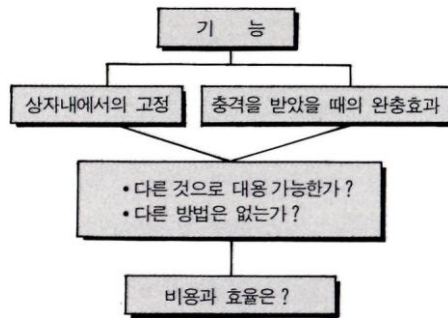 기 능
상자내에서의 고정
충격을 받았을 때의 완충효과
• 다른 것으로 대용 가능한가 ?
• 다른 방법은 없는가 ?
비용과 효율은 ?